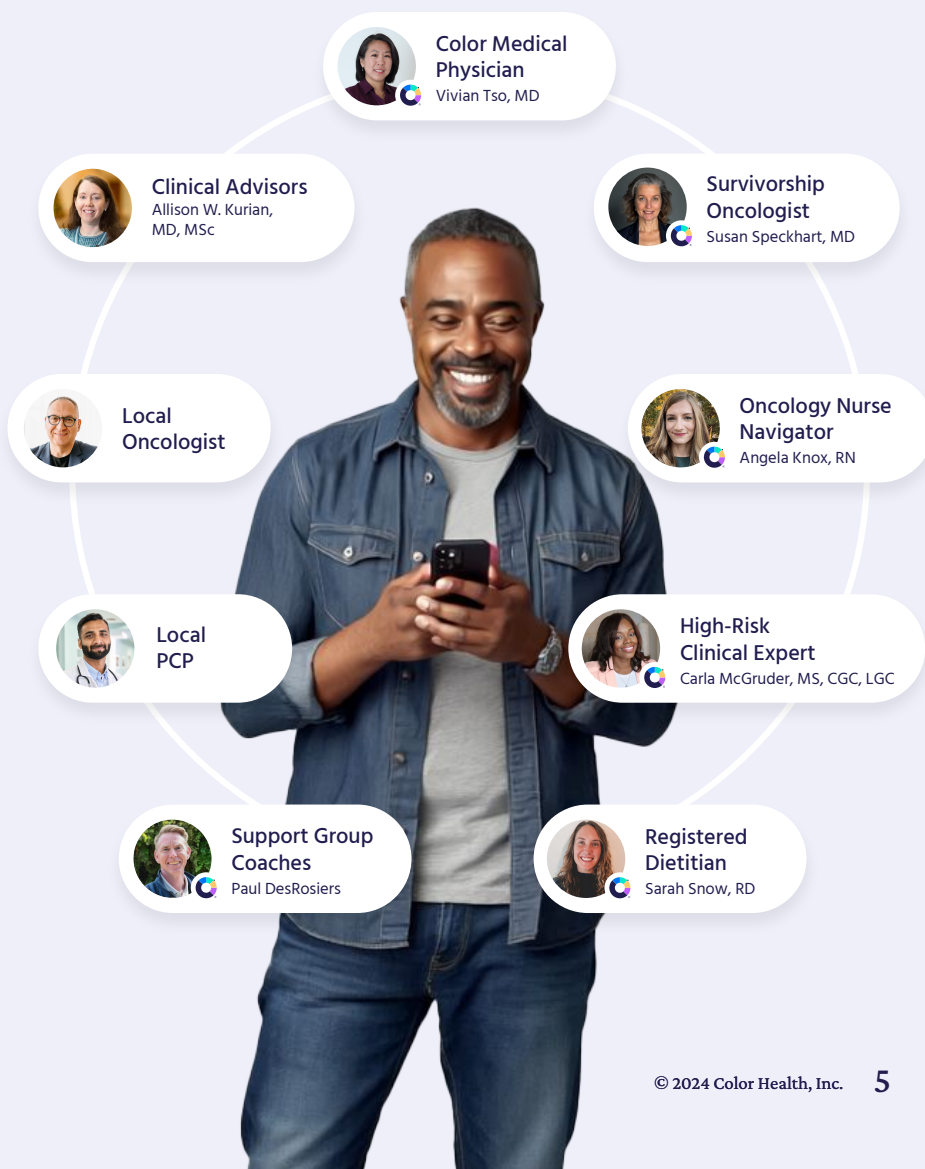 Color Medical
Physician
Vivian Tso, MD
Clinical Advisors
Allison W. Kurian,
MD, MSc
Survivorship
Oncologist
Susan Speckhart, MD
Local
Oncologist
Oncology Nurse
Navigator
Angela Knox, RN
Local
PCP
High-Risk
Clinical Expert
Carla McGruder, MS, CGC, LGC
Support Group
Coaches
Paul DesRosiers
Registered
Dietitian
Sarah Snow, RD
© 2024 Color Health, Inc. 5